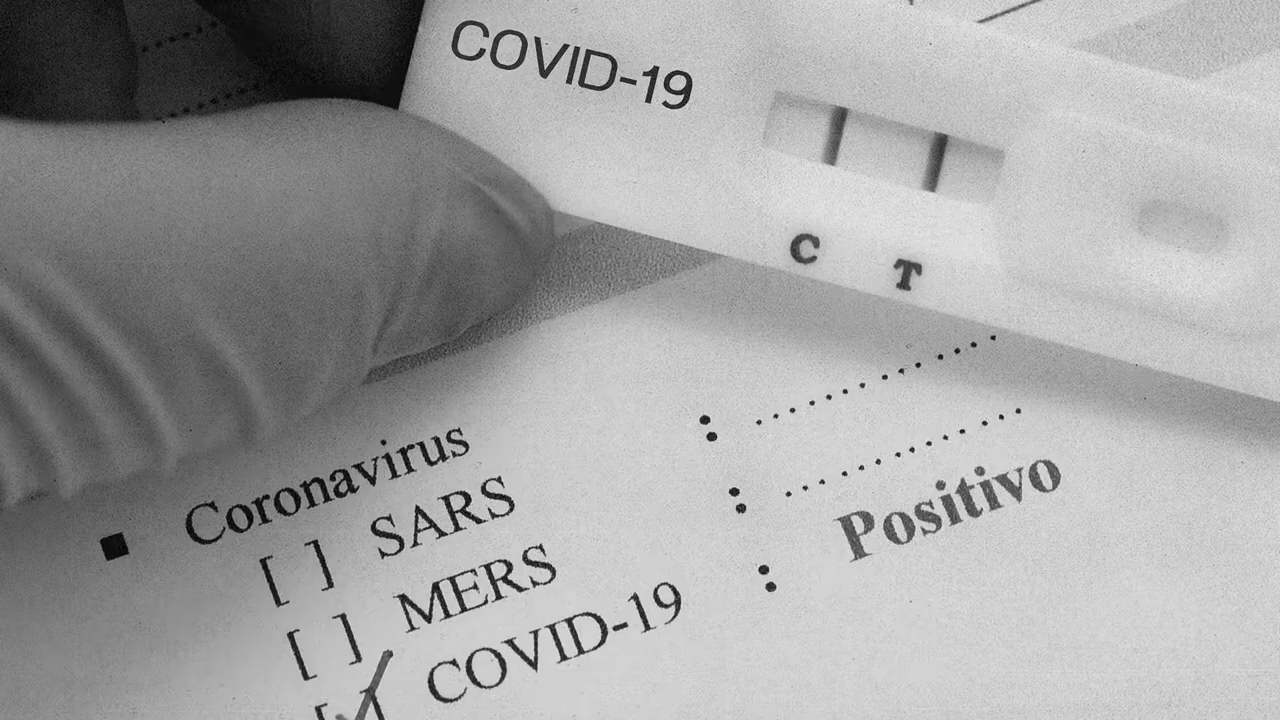 COVID-19
C T
Coronavirus
[ ] SARS : ....................
[ ] MERS : ....................
[✓] COVID-19 : Positivo